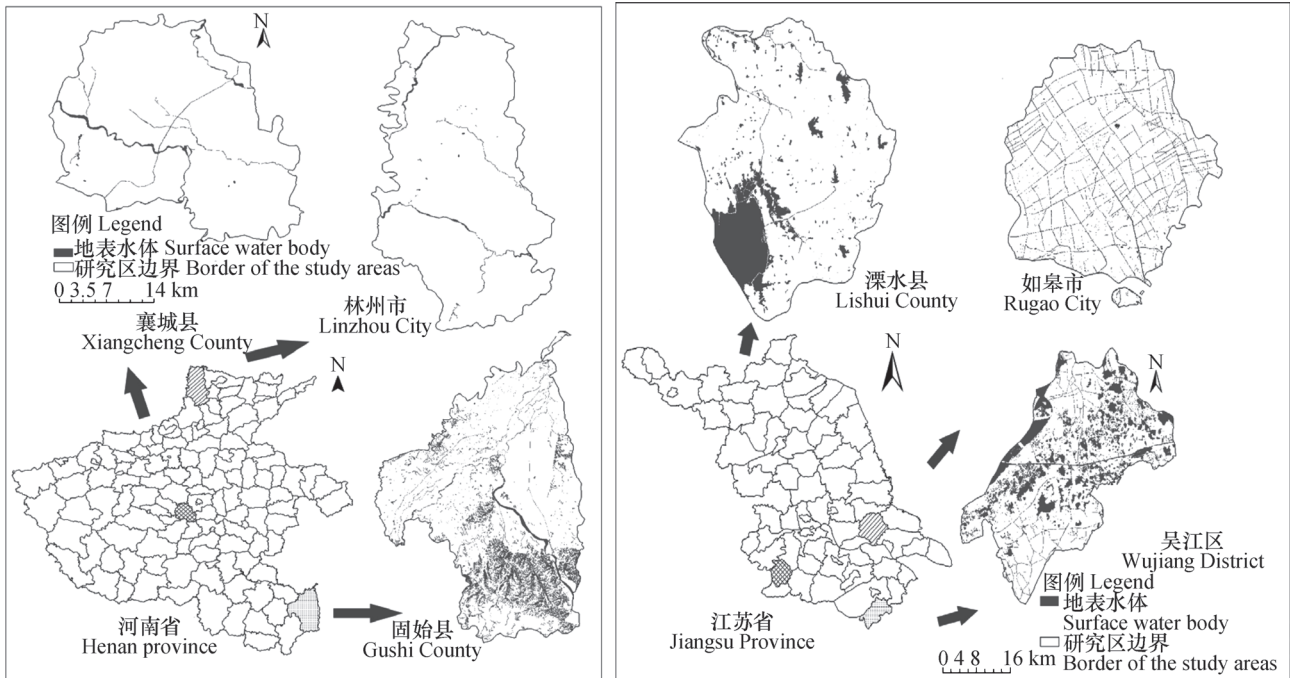 N
图例 Legend
地表水体 Surface water body
研究区边界 Border of the study areas
0 3.5 7 14 km
襄城县
Xiangcheng County
林州市
Linzhou City
N
河南省
Henan province
固始县
Gushi County
溧水县
Lishui County
如皋市
Rugao City
N
N
江苏省
Jiangsu Province
吴江区
Wujiang District
图例 Legend
地表水体
Surface water body
研究区边界
Border of the study areas
0 4 8 16 km